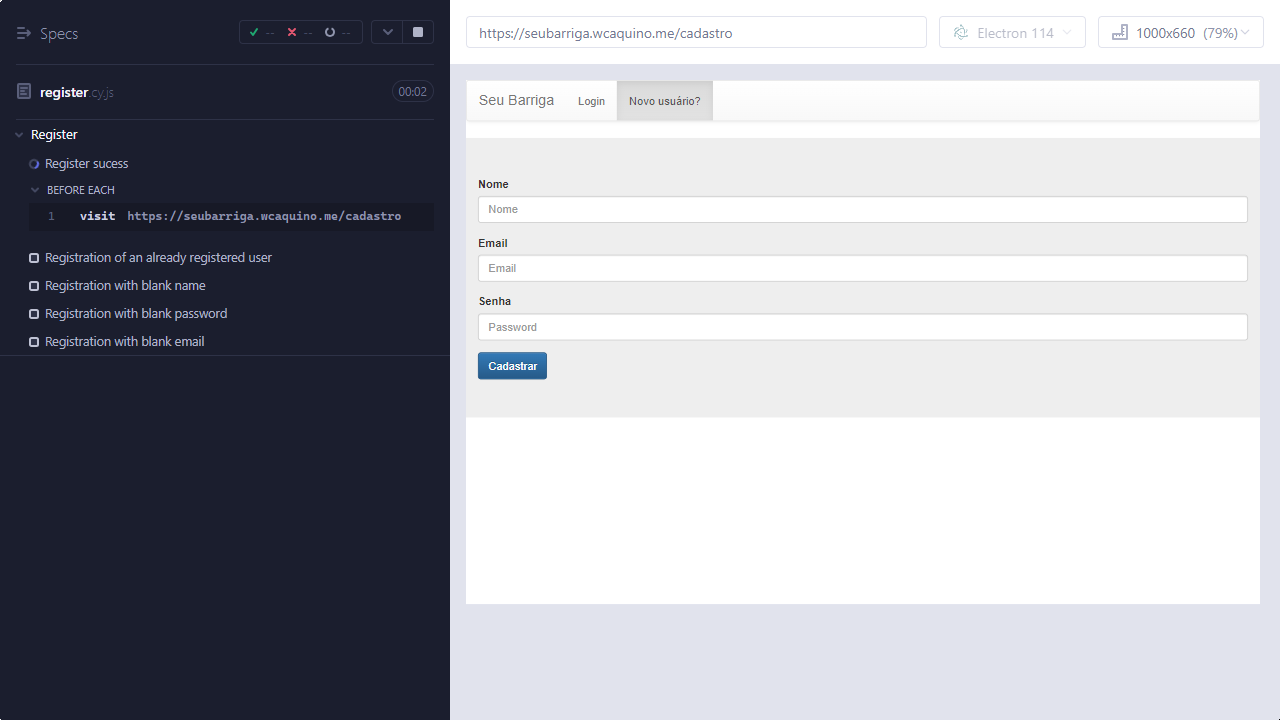 Specs
-- -- --
register.cy.js
00:02
Register
Register sucess
BEFORE EACH
1 visit https://seubarriga.wcaquino.me/cadastro
Registration of an already registered user
Registration with blank name
Registration with blank password
Registration with blank email
https://seubarriga.wcaquino.me/cadastro
Electron 114
1000x660 (79%)
Seu Barriga Login Novo usuário?
Nome
Nome
Email
Email
Senha
Password
Cadastrar